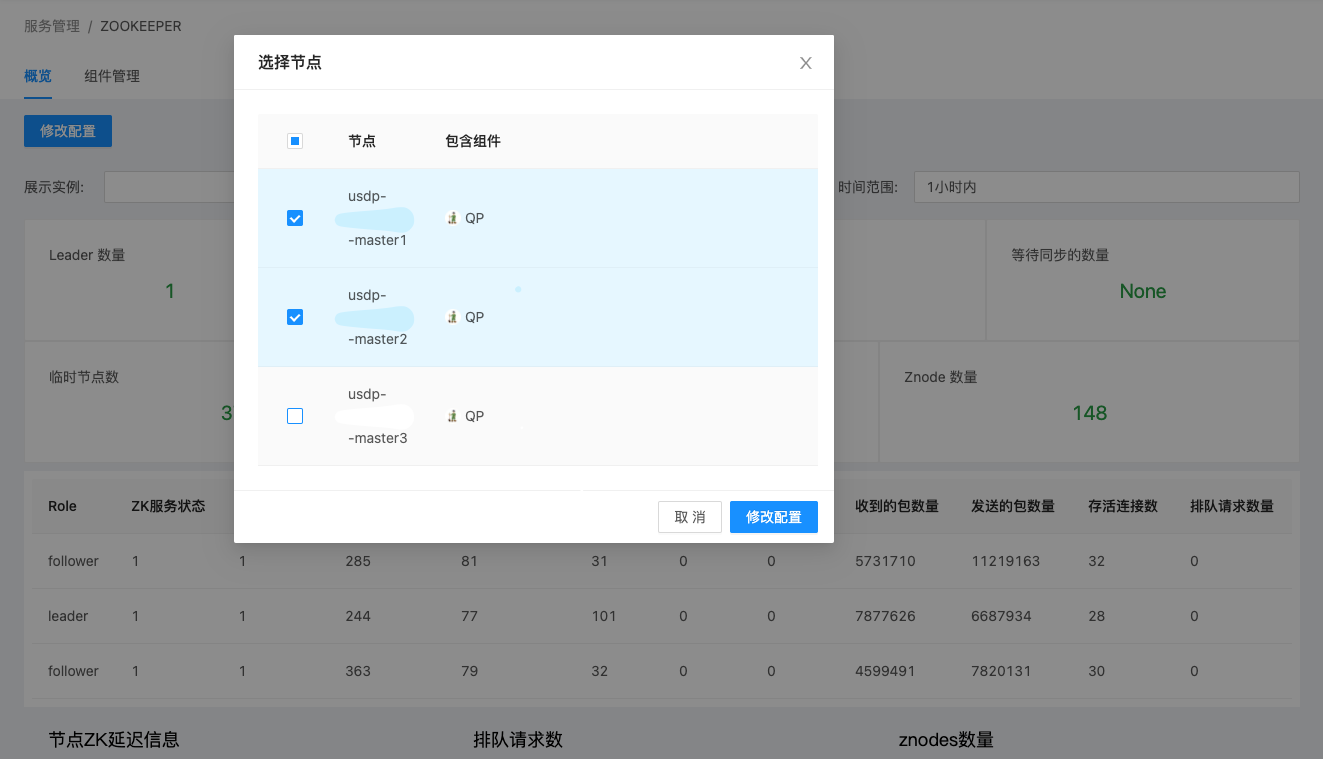 服务管理 / ZOOKEEPER
概览 组件管理
修改配置
展示实例:
时间范围: 1小时内
Leader 数量
1
等待同步的数量
None
临时节点数
3
Znode 数量
148
选择节点
节点 包含组件
usdp-
-master1
QP
usdp-
-master2
QP
usdp-
-master3
QP
取 消 修改配置
Role ZK服务状态 收到的包数量 发送的包数量 存活连接数 排队请求数量
follower 1 1 285 81 31 0 0 5731710 11219163 32 0
leader 1 1 244 77 101 0 0 7877626 6687934 28 0
follower 1 1 363 79 32 0 0 4599491 7820131 30 0
节点ZK延迟信息 排队请求数 znodes数量